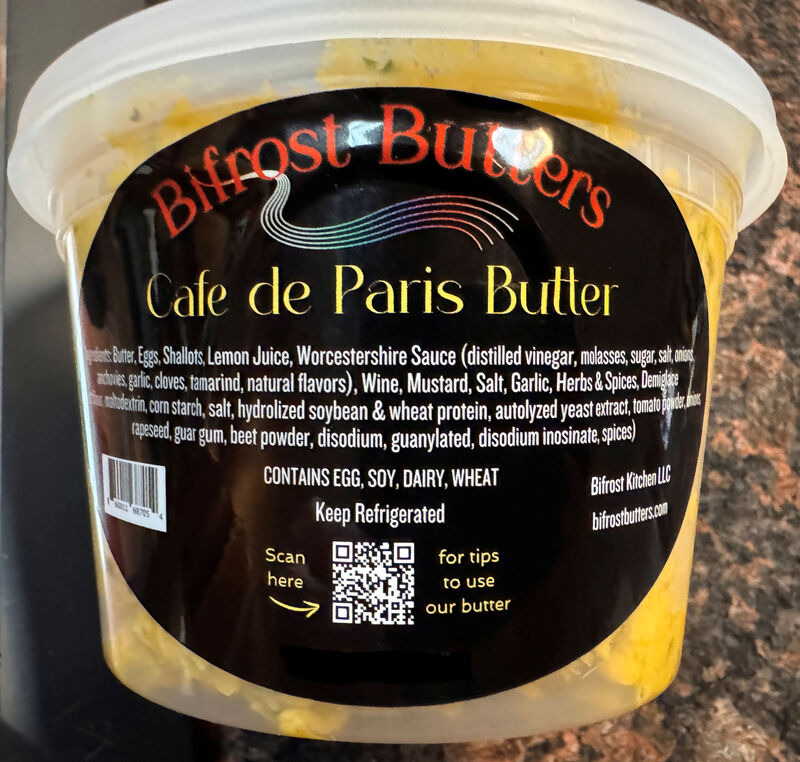 Bifrost Butters
Cafe de Paris Butter
Ingredients: Butter, Eggs, Shallots, Lemon Juice, Worcestershire Sauce (distilled vinegar, molasses, sugar, salt, onions,
anchovies, garlic, cloves, tamarind, natural flavors), Wine, Mustard, Salt, Garlic, Herbs & Spices, Demiglace
maltodextrin, corn starch, salt, hydrolized soybean & wheat protein, autolyzed yeast extract, tomato powder, onions
rapeseed, guar gum, beet powder, disodium, guanylated, disodium inosinate, spices)
CONTAINS EGG, SOY, DAIRY, WHEAT
Keep Refrigerated
Bifrost Kitchen LLC
bifrostbutters.com
Scan
here
for tips
to use
our butter